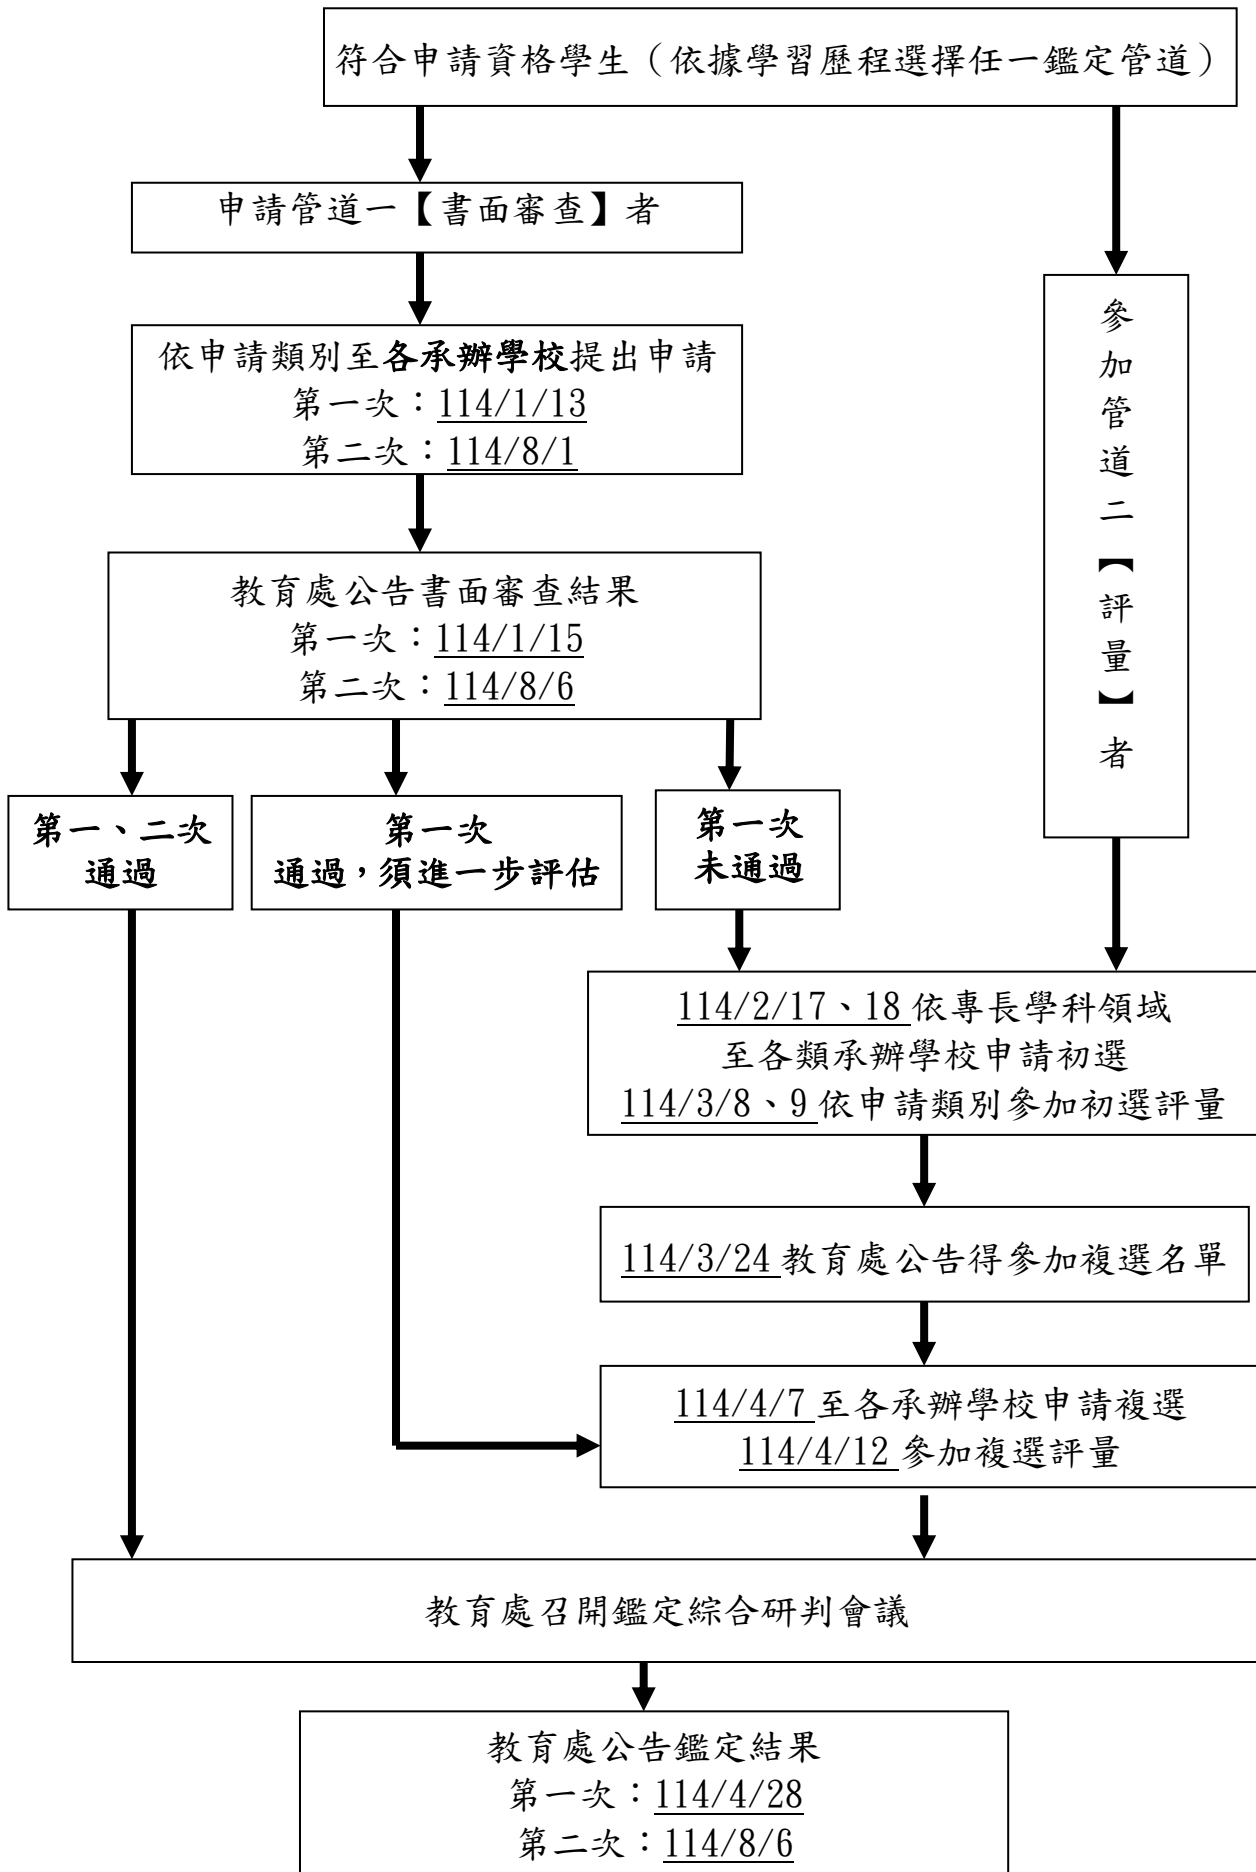 符合申請資格學生（依據學習歷程選擇任一鑑定管道）
申請管道一【書面審查】者
依申請類別至各承辦學校提出申請
第一次：114/1/13
第二次：114/8/1
教育處公告書面審查結果
第一次：114/1/15
第二次：114/8/6
第一、二次
通過
第一次
通過，須進一步評估
第一次
未通過
參加管道二【評量】者
114/2/17、18 依專長學科領域
至各類承辦學校申請初選
114/3/8、9 依申請類別參加初選評量
114/3/24 教育處公告得參加複選名單
114/4/7 至各承辦學校申請複選
114/4/12 參加複選評量
教育處召開鑑定綜合研判會議
教育處公告鑑定結果
第一次：114/4/28
第二次：114/8/6